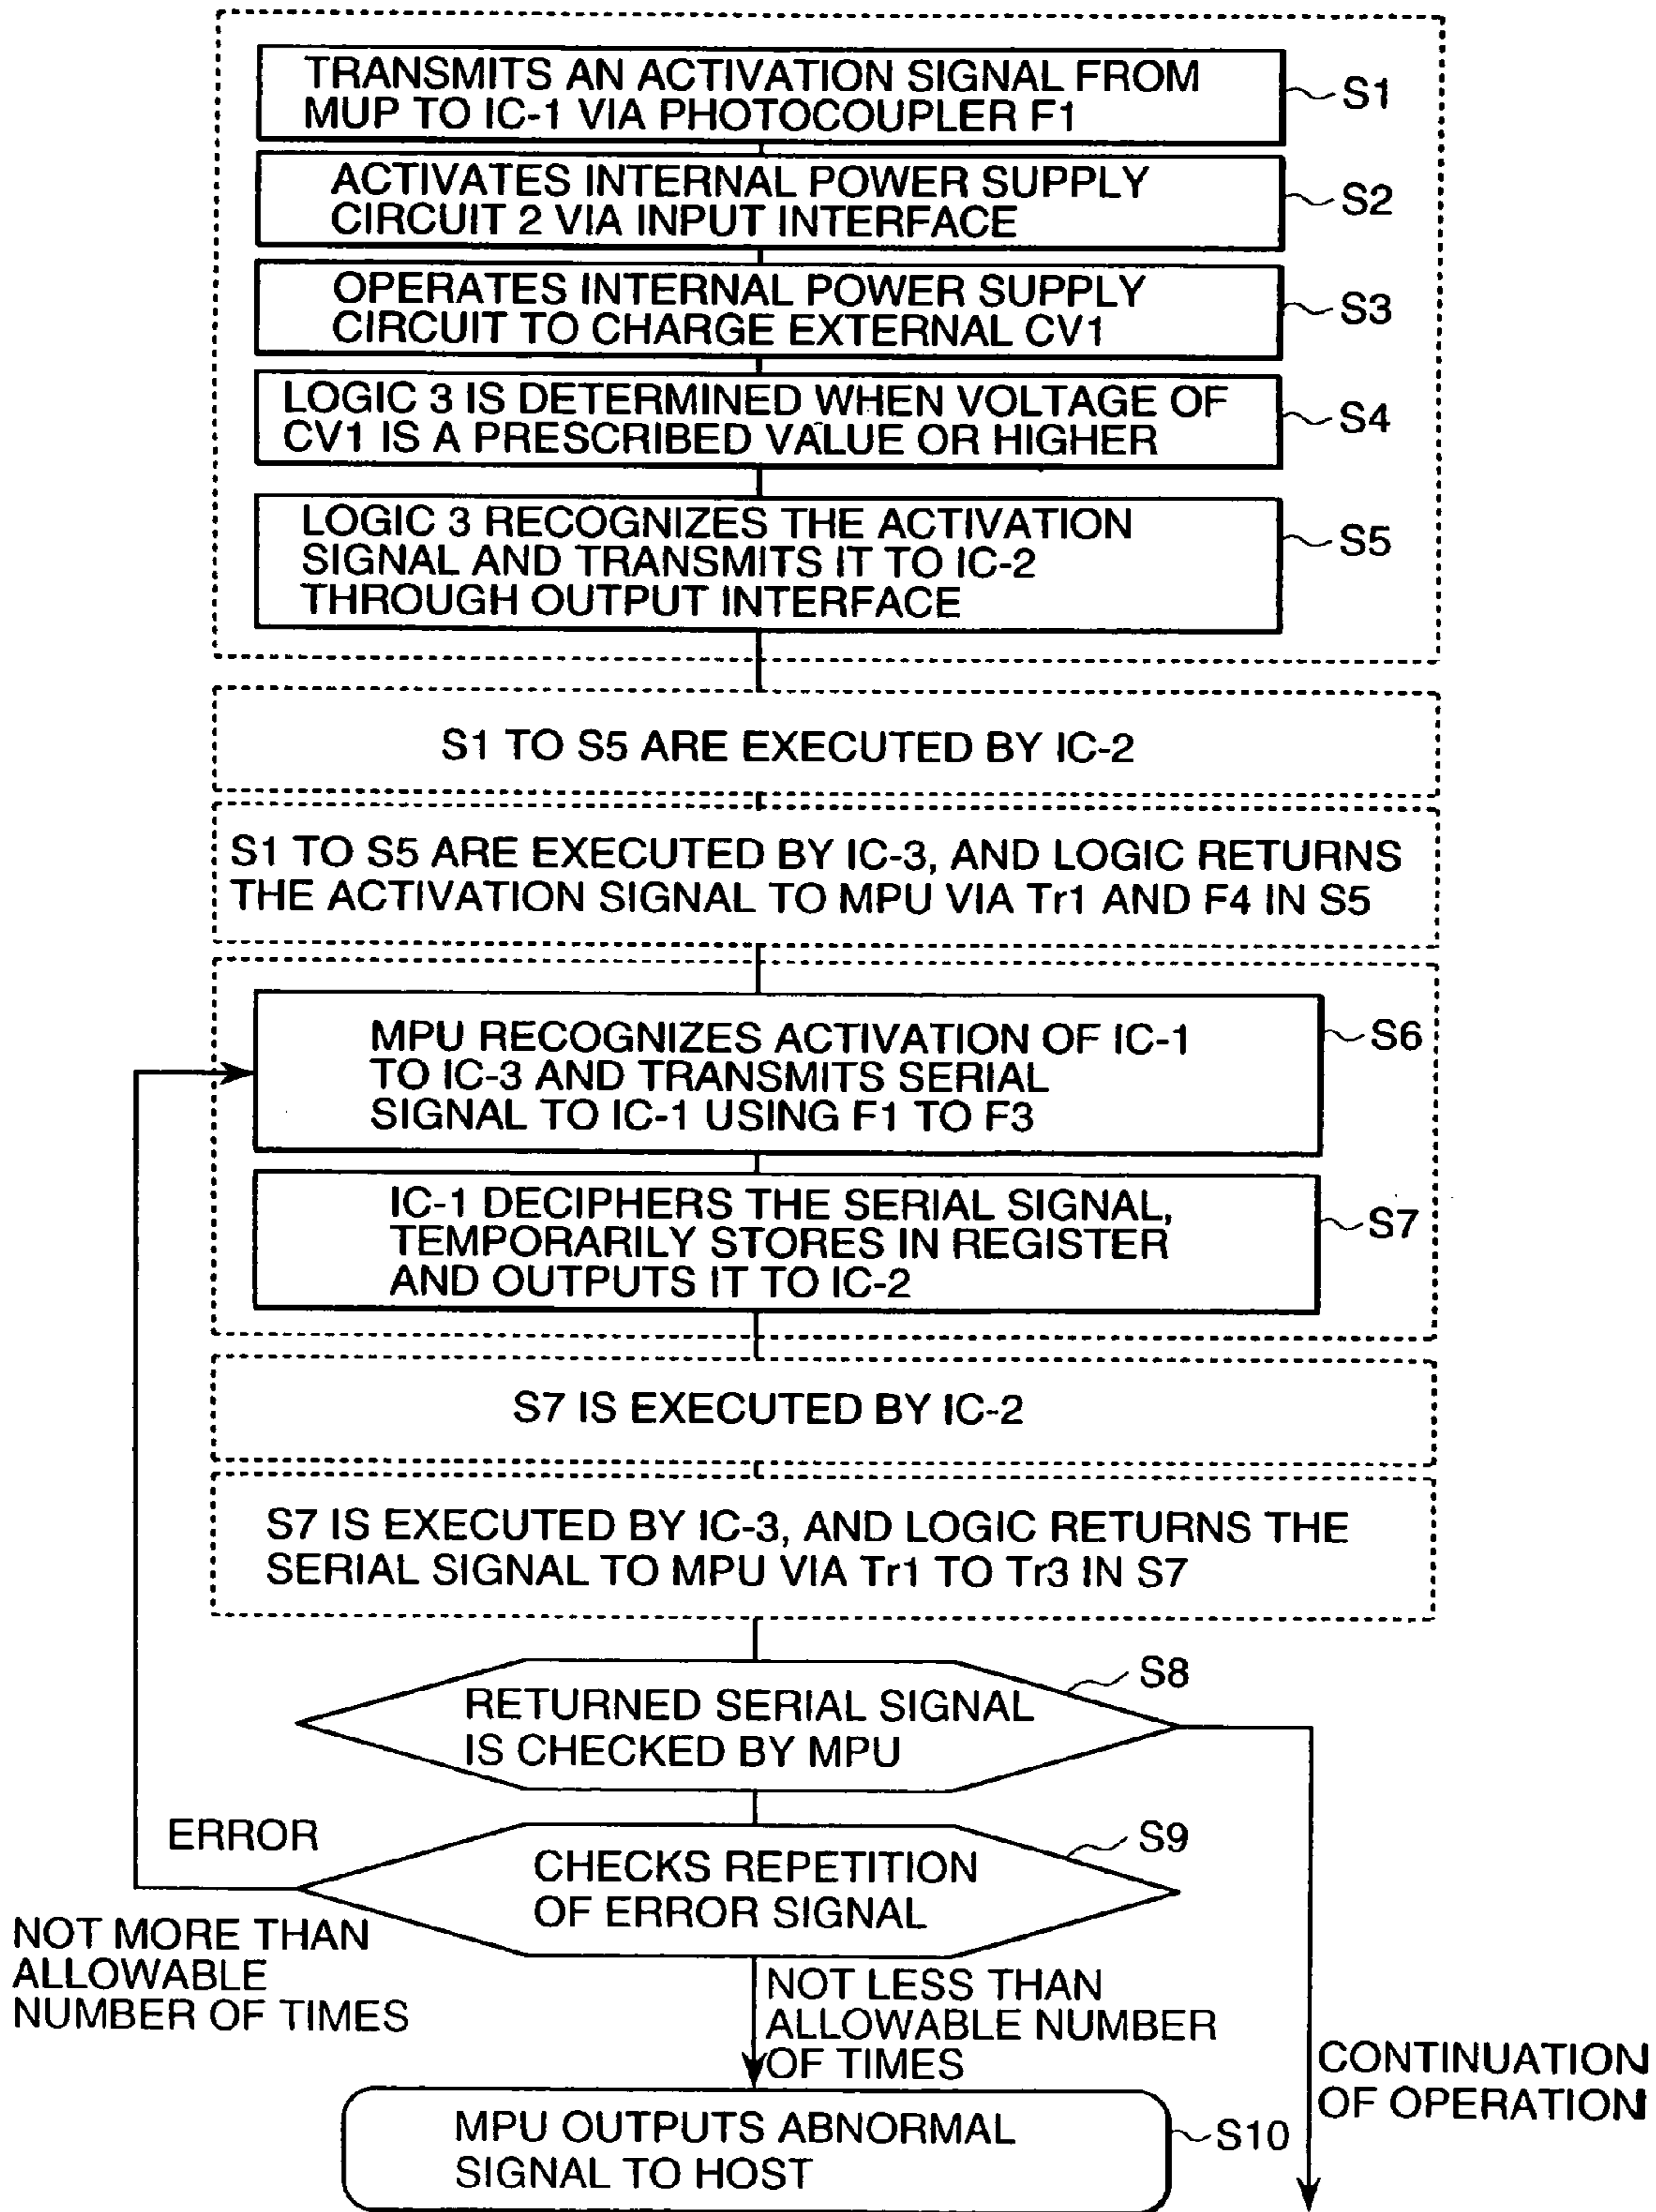 TRANSMITS AN ACTIVATION SIGNAL FROM
MUP TO IC-1 VIA PHOTOCOUPLER F1
S1
ACTIVATES INTERNAL POWER SUPPLY
CIRCUIT 2 VIA INPUT INTERFACE
S2
OPERATES INTERNAL POWER SUPPLY
CIRCUIT TO CHARGE EXTERNAL CV1
S3
LOGIC 3 IS DETERMINED WHEN VOLTAGE OF
CV1 IS A PRESCRIBED VALUE OR HIGHER
S4
LOGIC 3 RECOGNIZES THE ACTIVATION
SIGNAL AND TRANSMITS IT TO IC-2
THROUGH OUTPUT INTERFACE
S5
S1 TO S5 ARE EXECUTED BY IC-2
S1 TO S5 ARE EXECUTED BY IC-3, AND LOGIC RETURNS
THE ACTIVATION SIGNAL TO MPU VIA Tr1 AND F4 IN S5
MPU RECOGNIZES ACTIVATION OF IC-1
TO IC-3 AND TRANSMITS SERIAL
SIGNAL TO IC-1 USING F1 TO F3
S6
IC-1 DECIPHERS THE SERIAL SIGNAL,
TEMPORARILY STORES IN REGISTER
AND OUTPUTS IT TO IC-2
S7
S7 IS EXECUTED BY IC-2
S7 IS EXECUTED BY IC-3, AND LOGIC RETURNS THE
SERIAL SIGNAL TO MPU VIA Tr1 TO Tr3 IN S7
RETURNED SERIAL SIGNAL
IS CHECKED BY MPU
S8
ERROR
CHECKS REPETITION
OF ERROR SIGNAL
S9
NOT MORE THAN
ALLOWABLE
NUMBER OF TIMES
NOT LESS THAN
ALLOWABLE NUMBER
OF TIMES
CONTINUATION
OF OPERATION
MPU OUTPUTS ABNORMAL
SIGNAL TO HOST
S10